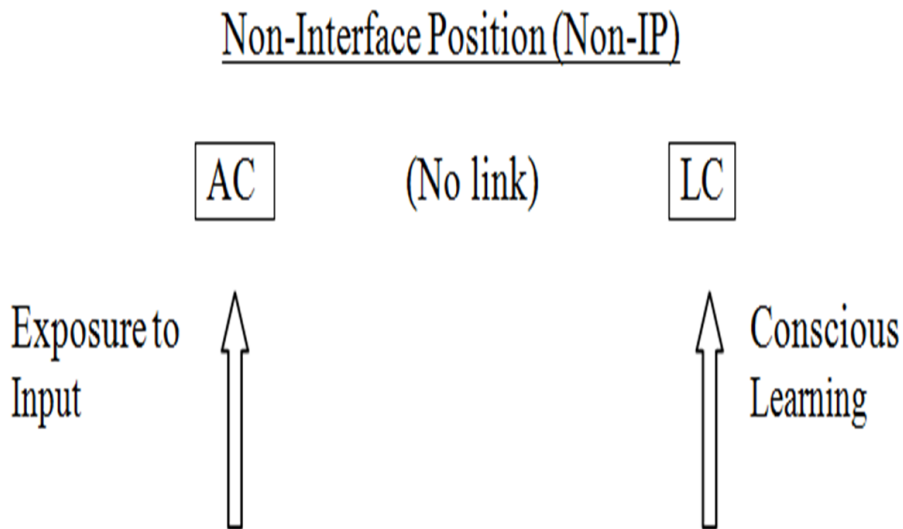 Non-Interface Position (Non-IP)
AC (No link) LC
Exposure to
Input
Conscious
Learning